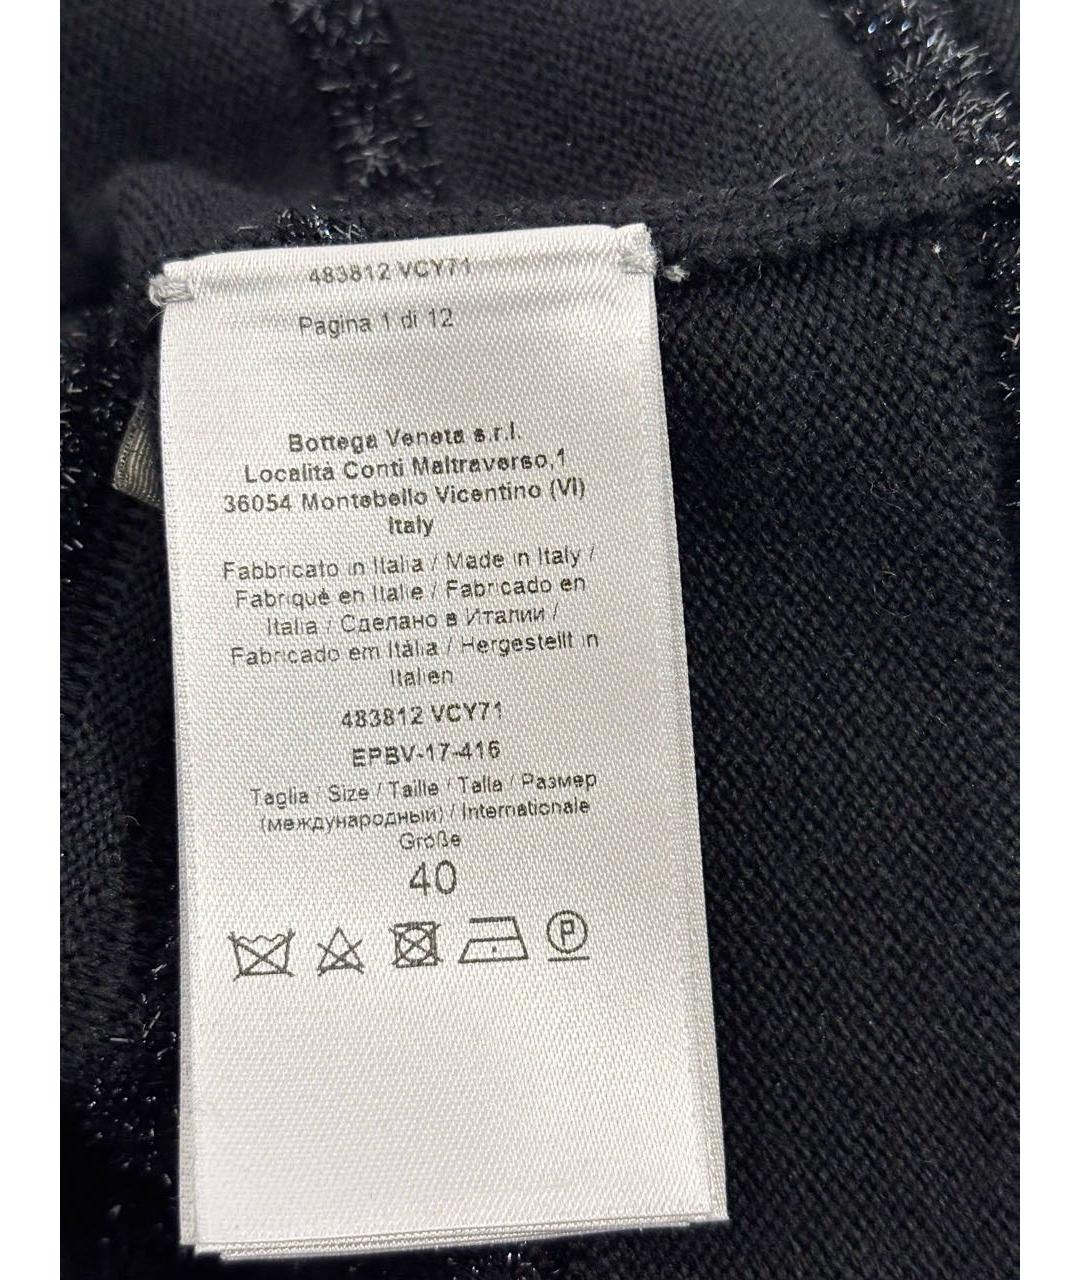 483812 VCY71
Pagina 1 di 12
Bottega Veneta s.r.l.
Località Conti Maltraverso,1
36054 Montebello Vicentino (VI)
Italy
Fabbricato in Italia / Made in Italy /
Fabriqué en Italie / Fabricado en
Italia / Сделано в Италии /
Fabricado em Itália / Hergestellt in
Italien
483812 VCY71
EPBV-17-416
Taglia / Size / Taille / Talla / Размер
(международный) / Internationale
Größe
40
P